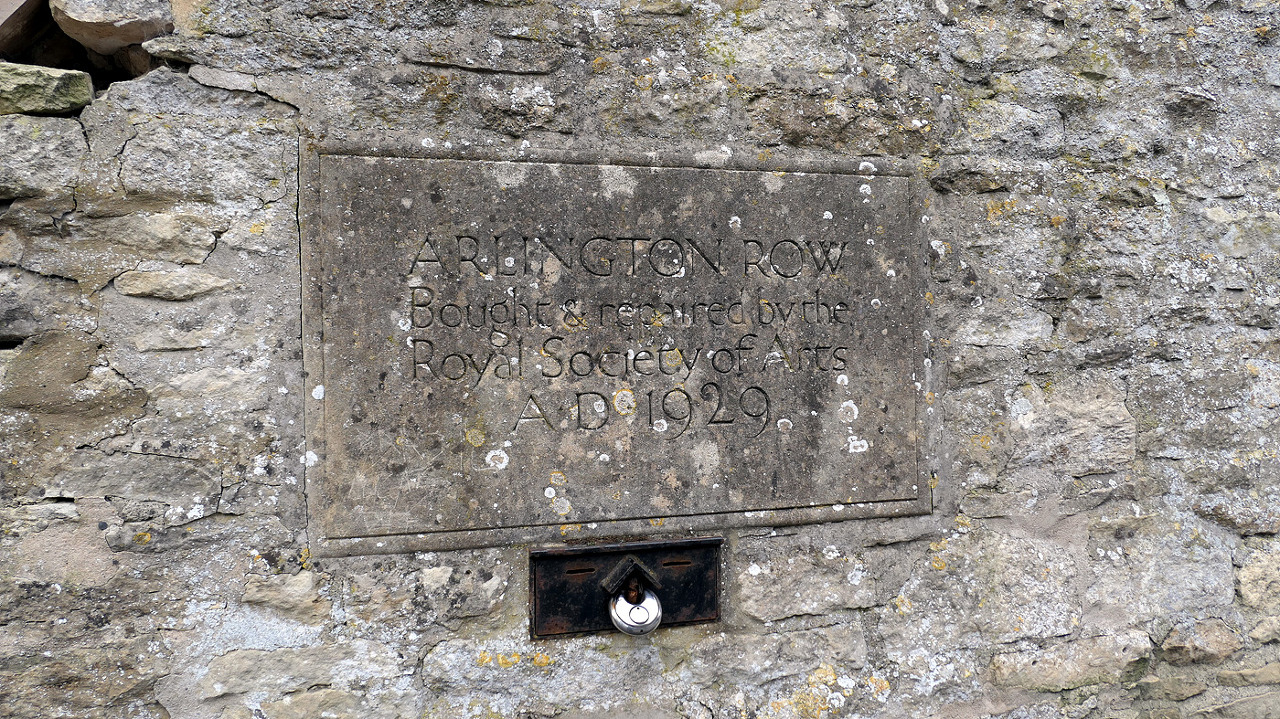 ARLINGTON ROW
Bought & repaired by the
Royal Society of Arts
A.D. 1929